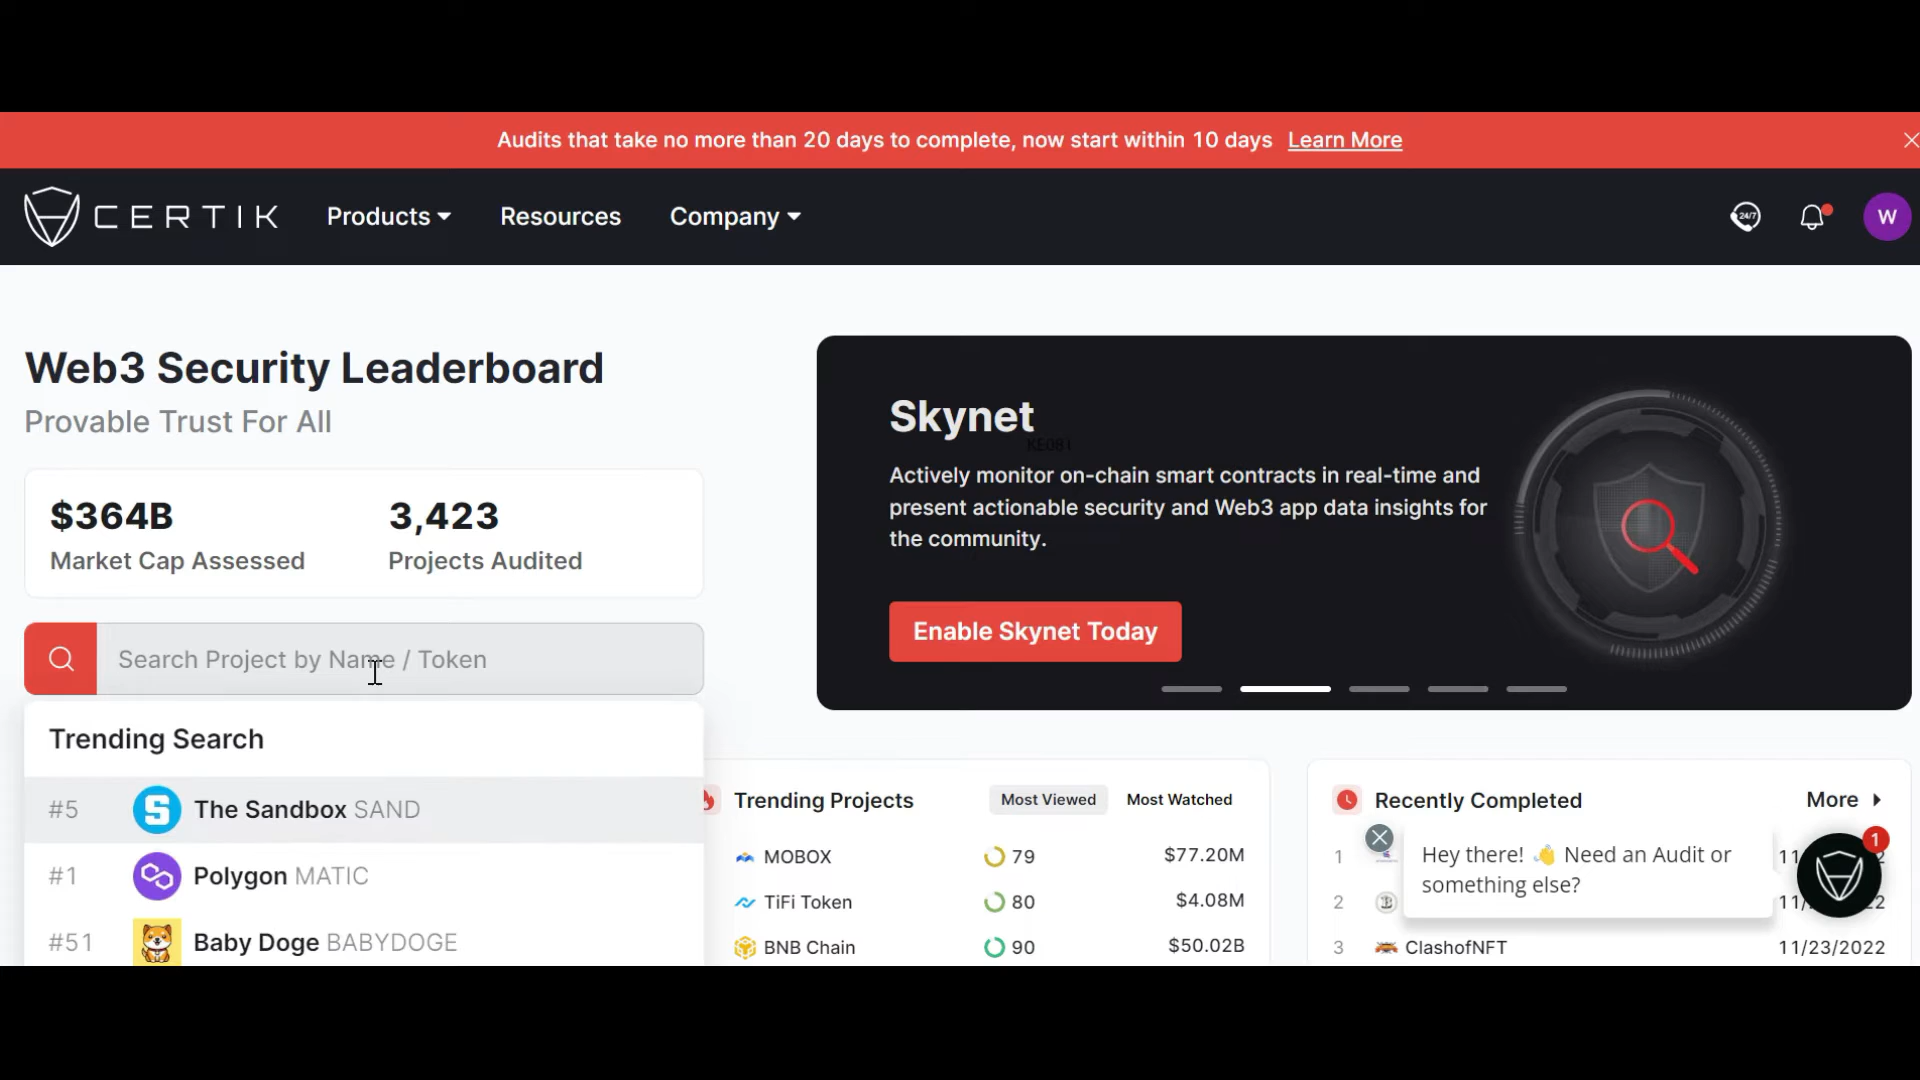 Audits that take no more than 20 days to complete, now start within 10 days Learn More
CERTIK Products Resources Company 24/7 W
Web3 Security Leaderboard
Provable Trust For All
$364B 3,423
Market Cap Assessed Projects Audited
Search Project by Name / Token
Trending Search
#5 The Sandbox SAND
#1 Polygon MATIC
#51 Baby Doge BABYDOGE
Skynet
KE081
Actively monitor on-chain smart contracts in real-time and
present actionable security and Web3 app data insights for
the community.
Enable Skynet Today
Trending Projects Most Viewed Most Watched
MOBOX 79 $77.20M
TiFi Token 80 $4.08M
BNB Chain 90 $50.02B
Recently Completed More
1
2
3 ClashofNFT 11/23/2022
Hey there! 👋 Need an Audit or
something else?
1